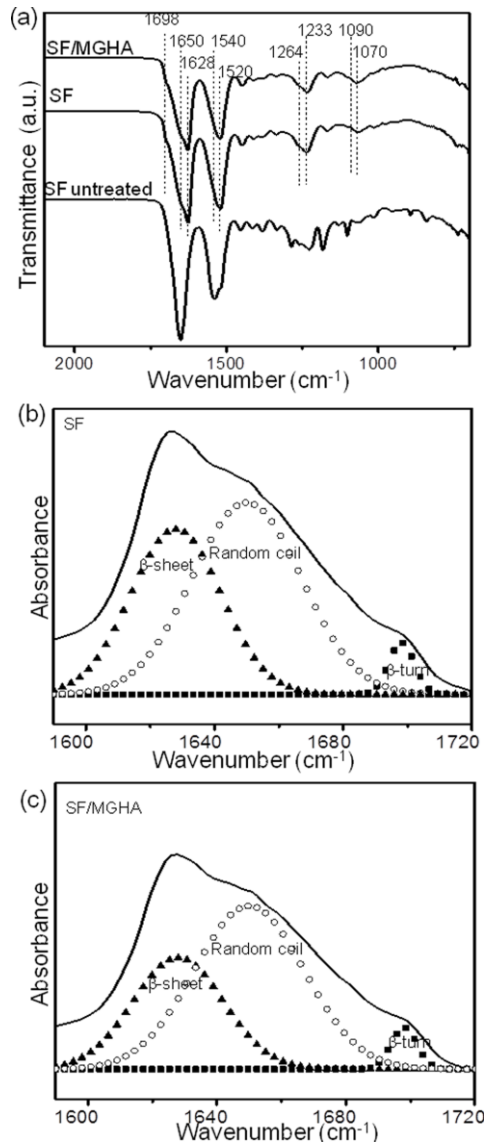 (a)
1698
1650
1628
1540
1520
1233
1264
1090
1070
SF/MGHA
SF
SF untreated
Transmittance (a.u.)
2000 1500 1000
Wavenumber (cm-1)
(b)
SF
β-sheet
Random coil
β-turn
Absorbance
1600 1640 1680 1720
Wavenumber (cm-1)
(c)
SF/MGHA
β-sheet
Random coil
β-turn
Absorbance
1600 1640 1680 1720
Wavenumber (cm-1)